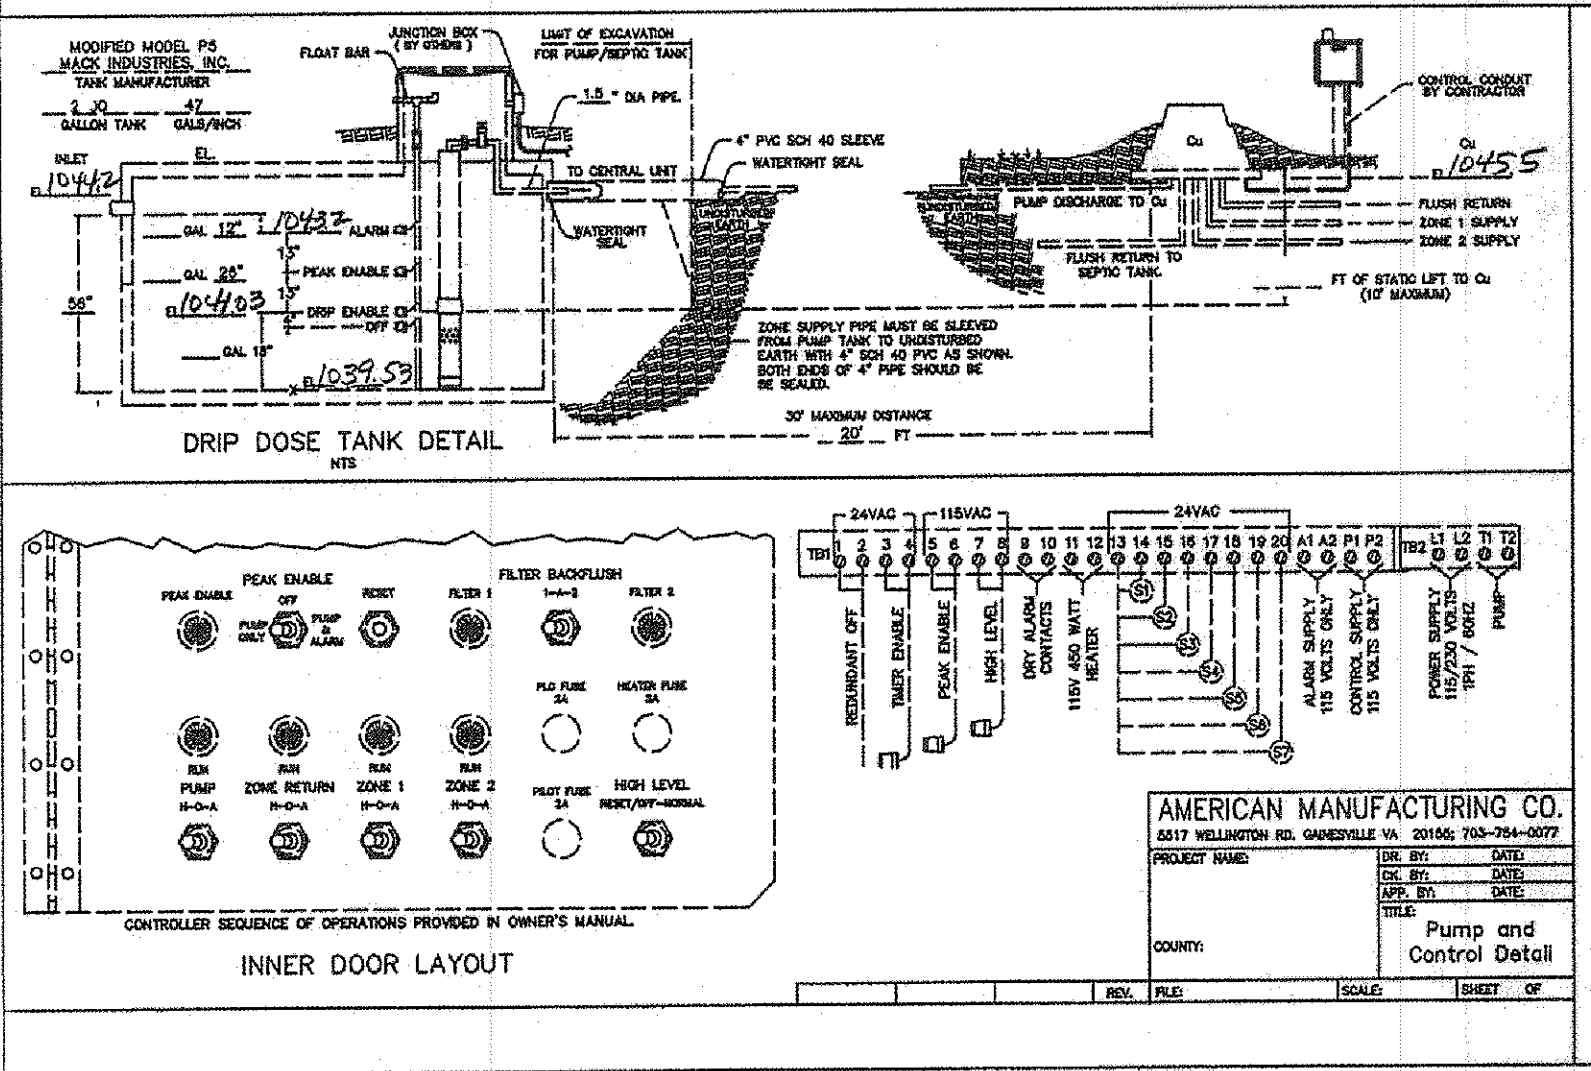 MODIFIED MODEL P5
MACK INDUSTRIES, INC.
TANK MANUFACTURER
47
GALLON TANK GALS/INCH
FLOAT BAR
JUNCTION BOX
( BY OTHERS )
LIMIT OF EXCAVATION
FOR PUMP/SEPTIC TANK
1.5 " DIA PIPE.
4" PVC SCH 40 SLEEVE
WATERTIGHT SEAL
TO CENTRAL UNIT
WATERTIGHT
SEAL
UNDISTURBED
EARTH
INLET
EL.
EL 1044.2
GAL 12" 1043.2 ALARM
13"
PEAK ENABLE
13"
EL 1040.3
DRIP ENABLE
2"
OFF
56"
EL 1039.53
DRIP DOSE TANK DETAIL
NTS
ZONE SUPPLY PIPE MUST BE SLEEVED
FROM PUMP TANK TO UNDISTURBED
EARTH WITH 4" SCH 40 PVC AS SHOWN.
BOTH ENDS OF 4" PIPE SHOULD BE
BE SEALED.
30' MAXIMUM DISTANCE
20' FT
CONTROL CONDUIT
BY CONTRACTOR
Cu
Cu
EL 1045.5
UNDISTURBED
EARTH
PUMP DISCHARGE TO Cu
FLUSH RETURN
ZONE 1 SUPPLY
ZONE 2 SUPPLY
FLUSH RETURN TO
SEPTIC TANK
FT OF STATIC LIFT TO Cu
(10' MAXIMUM)
PEAK ENABLE
PEAK ENABLE
OFF
PUMP
ONLY
PUMP
&
ALARM
RESET
FILTER 1
FILTER BACKFLUSH
1-A-2
FILTER 2
PLC FUSE
2A
HEATER FUSE
RUN
PUMP
H-O-A
RUN
ZONE RETURN
H-O-A
RUN
ZONE 1
H-O-A
RUN
ZONE 2
H-O-A
PILOT FUSE
2A
HIGH LEVEL
RESET/OFF-NORMAL
CONTROLLER SEQUENCE OF OPERATIONS PROVIDED IN OWNER'S MANUAL.
INNER DOOR LAYOUT
24VAC 115VAC 24VAC
TB1 1 2 3 4 5 6 7 8 9 10 11 12 13 14 15 16 17 18 19 20 A1 A2 P1 P2 TB2 L1 L2 T1 T2
REDUNDANT OFF
TIMER ENABLE
PEAK ENABLE
HIGH LEVEL
DRY ALARM
CONTACTS
115V 450 WATT
HEATER
S1
S2
S3
S4
S5
S6
S7
ALARM SUPPLY
115 VOLTS ONLY
CONTROL SUPPLY
115 VOLTS ONLY
POWER SUPPLY
115/230 VOLTS
1PH / 60HZ
PUMP
AMERICAN MANUFACTURING CO.
5517 WELLINGTON RD. GAINESVILLE VA 20155; 703-754-0077
PROJECT NAME:
DR. BY: DATE:
CK. BY: DATE:
APP. BY: DATE:
TITLE:
Pump and
Control Detail
COUNTY:
REV. FILE: SCALE: SHEET OF